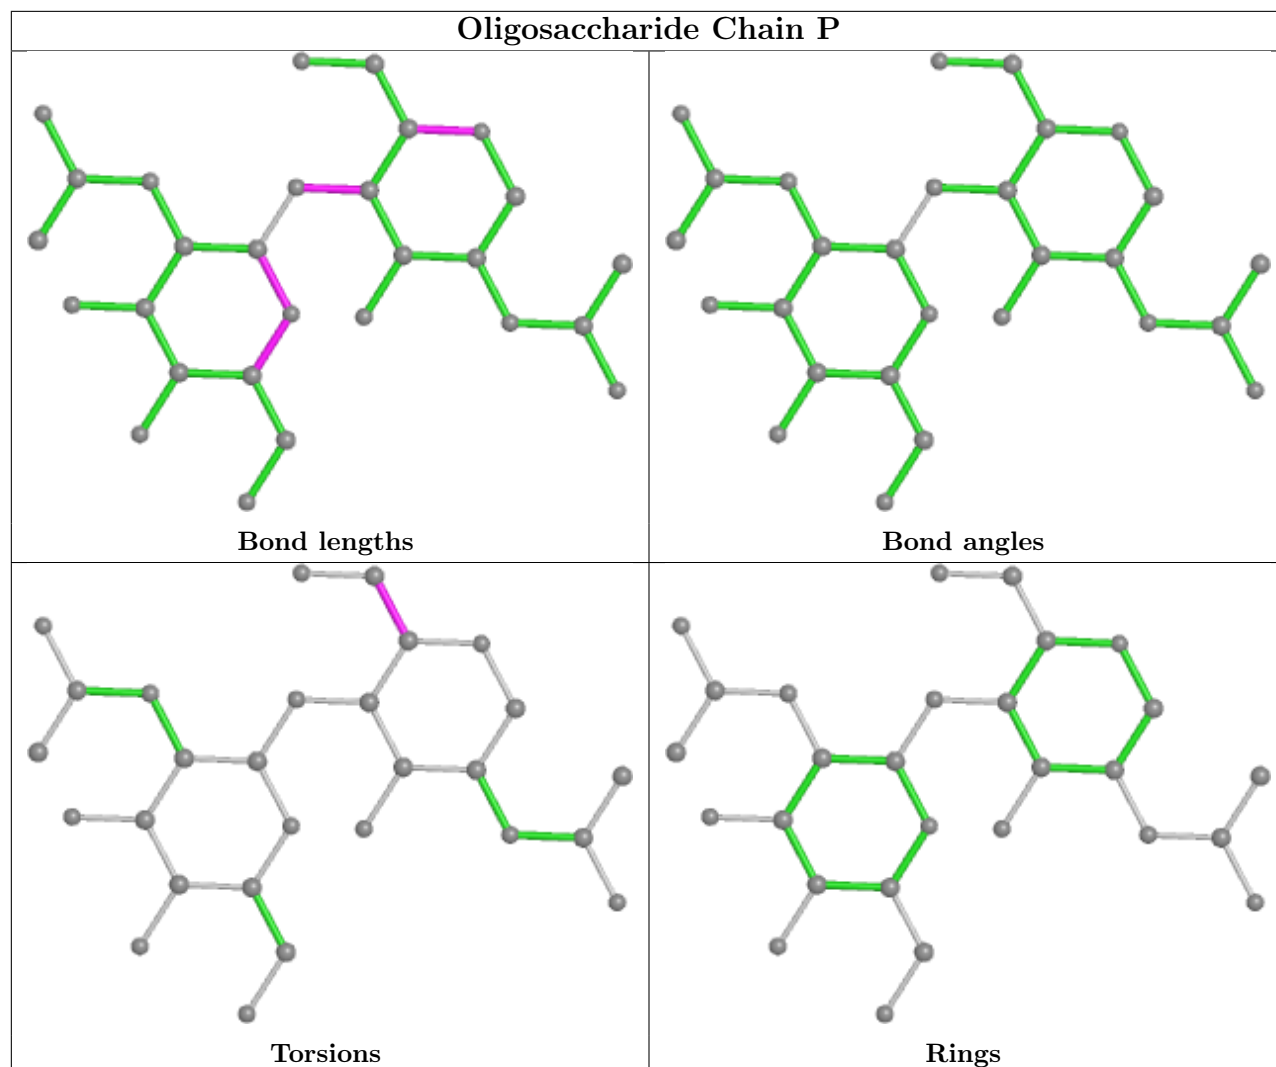 Oligosaccharide Chain P
Bond lengths
Bond angles
Torsions
Rings